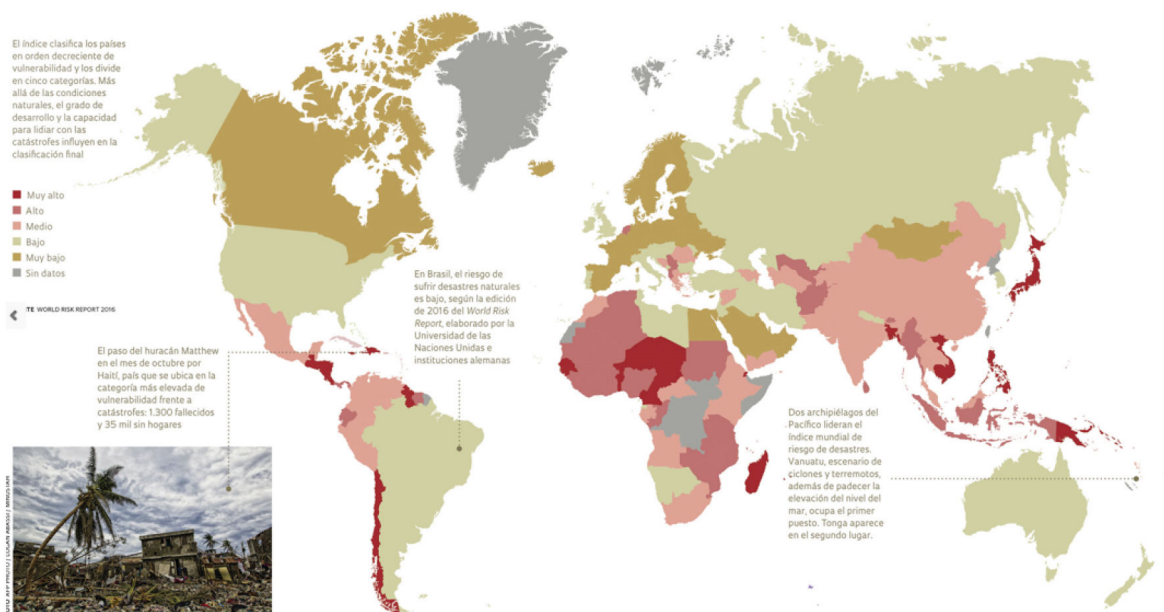 El índice clasifica los países
en orden decreciente de
vulnerabilidad y los divide
en cinco categorías. Más
allá de las condiciones
naturales, el grado de
desarrollo y la capacidad
para lidiar con las
catástrofes influyen en la
clasificación final
Muy alto
Alto
Medio
Bajo
Muy bajo
Sin datos
TE WORLD RISK REPORT 2016
En Brasil, el riesgo de
sufrir desastres naturales
es bajo, según la edición
de 2016 del World Risk
Report, elaborado por la
Universidad de las
Naciones Unidas e
instituciones alemanas
El paso del huracán Matthew
en el mes de octubre por
Haití, país que se ubica en la
categoría más elevada de
vulnerabilidad frente a
catástrofes: 1.300 fallecidos
y 35 mil sin hogares
Dos archipiélagos del
Pacífico lideran el
índice mundial de
riesgo de desastres.
Vanuatu, escenario de
ciclones y terremotos,
además de padecer la
elevación del nivel del
mar, ocupa el primer
puesto. Tonga aparece
en el segundo lugar.